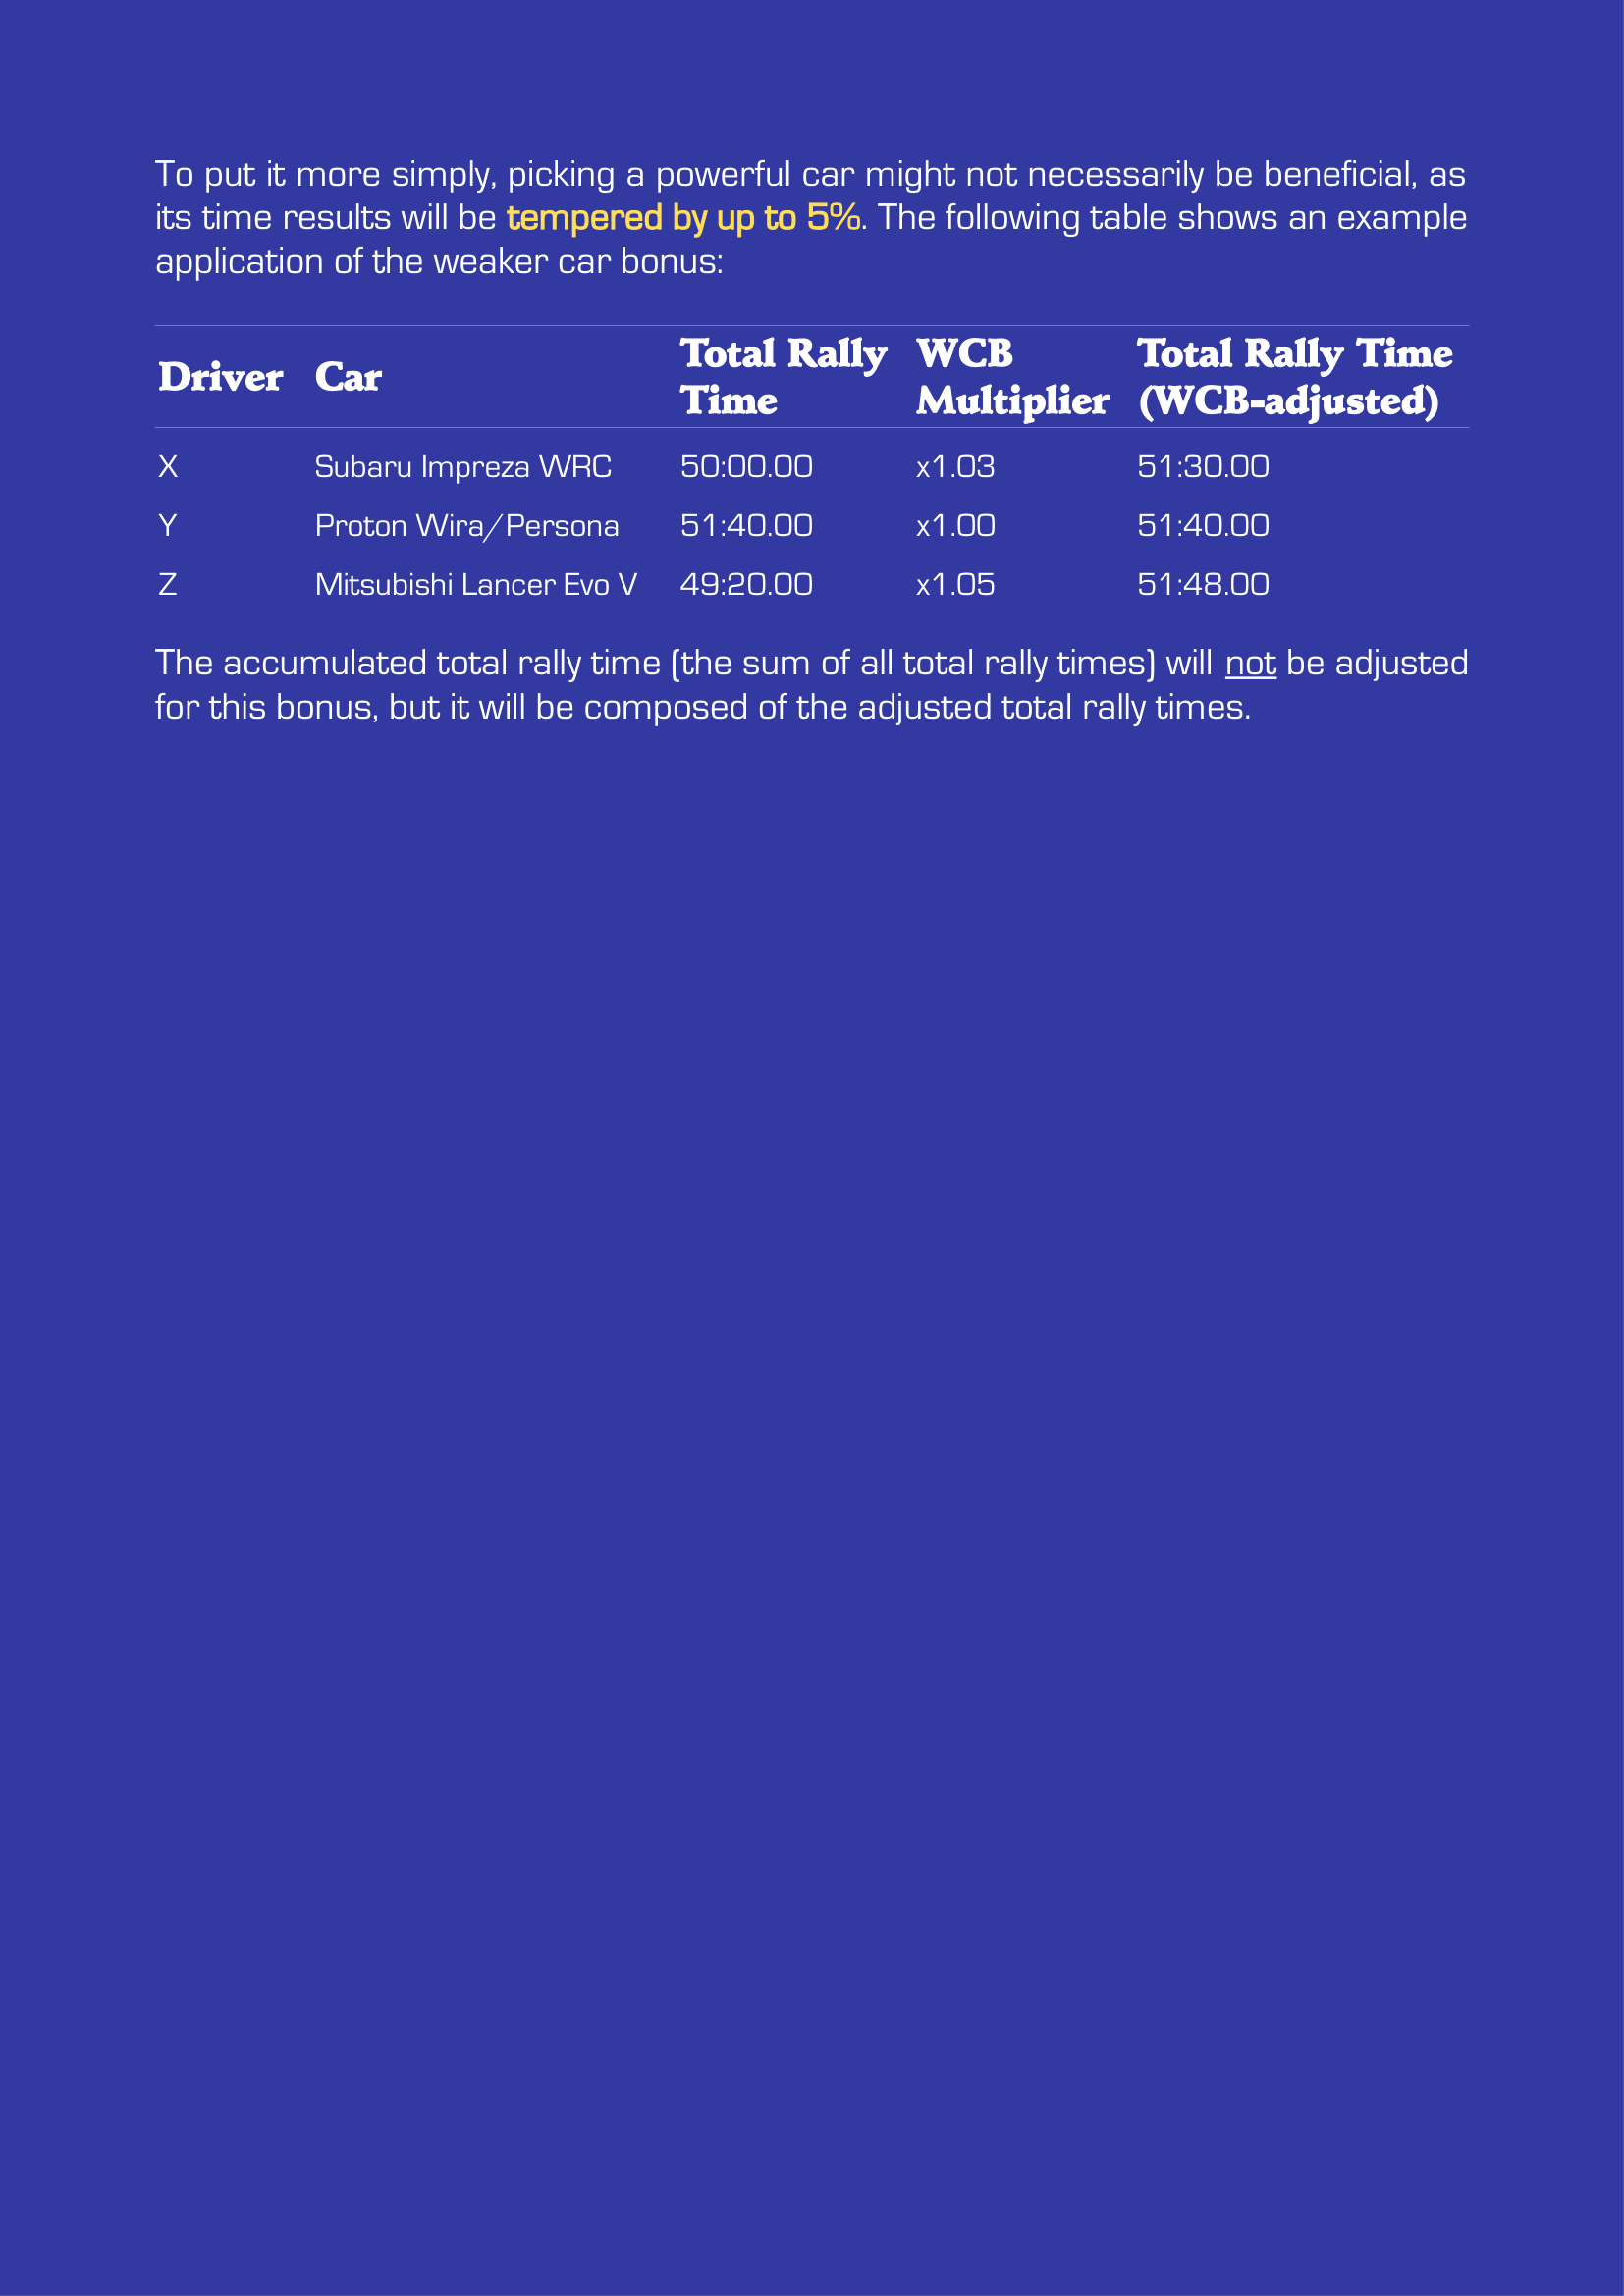 To put it more simply, picking a powerful car might not necessarily be beneficial, as
its time results will be tempered by up to 5%. The following table shows an example
application of the weaker car bonus:
Driver Car Total Rally Time WCB Multiplier Total Rally Time (WCB-adjusted)
X Subaru Impreza WRC 50:00.00 x1.03 51:30.00
Y Proton Wira/Persona 51:40.00 x1.00 51:40.00
Z Mitsubishi Lancer Evo V 49:20.00 x1.05 51:48.00
The accumulated total rally time (the sum of all total rally times) will not be adjusted
for this bonus, but it will be composed of the adjusted total rally times.